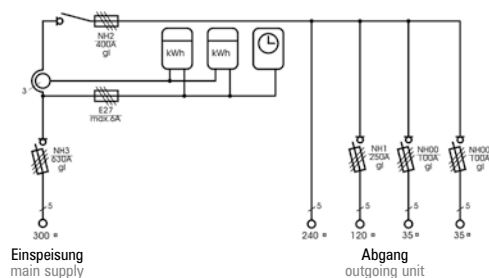 NH2
400A
gl
kWh
kWh
3
E27
max.6A
NH3
630A
gl
NH1
250A
gl
NH00
100A
gl
NH00
100A
gl
5
5
5
5
300 ¤
240 ¤
120 ¤
35 ¤
35 ¤
Einspeisung
main supply
Abgang
outgoing unit